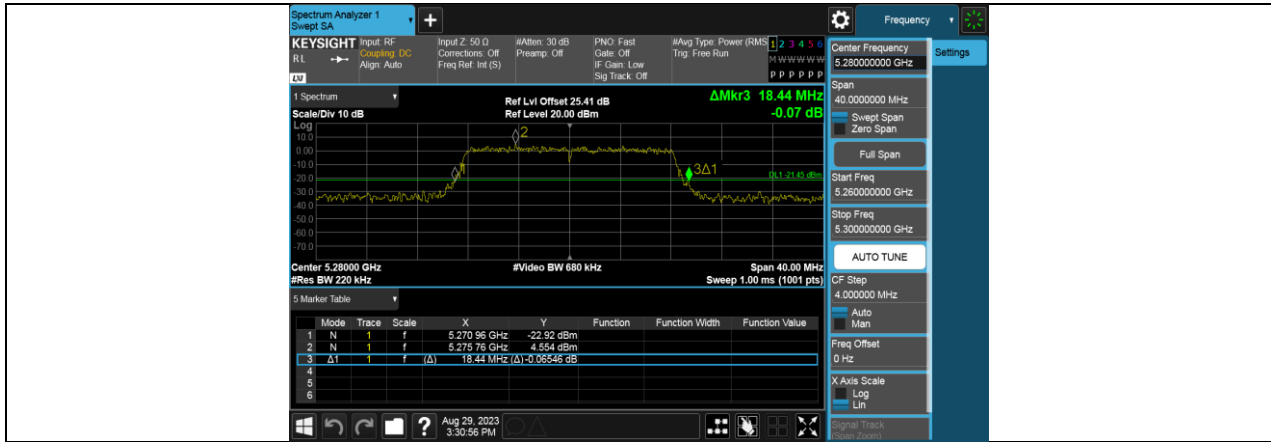 Spectrum Analyzer 1
Swept SA
+
Frequency
KEYSIGHT
RL
LXI
Input: RF
Coupling: DC
Align: Auto
Input Z: 50 Ω
Corrections: Off
Freq Ref: Int (S)
#Atten: 30 dB
Preamp: Off
PNO: Fast
Gate: Off
IF Gain: Low
Sig Track: Off
#Avg Type: Power (RMS
Trig: Free Run
1 2 3 4 5 6
M W W W W W
P P P P P P
1 Spectrum
Scale/Div 10 dB
Ref Lvl Offset 25.41 dB
Ref Level 20.00 dBm
ΔMkr3 18.44 MHz
-0.07 dB
Log
10.0
0.00
-10.0
-20.0
-30.0
-40.0
-50.0
-60.0
-70.0
2
1
3Δ1
DL1 -21.45 dBm
Center 5.28000 GHz
#Res BW 220 kHz
#Video BW 680 kHz
Span 40.00 MHz
Sweep 1.00 ms (1001 pts)
5 Marker Table
Mode Trace Scale X Y Function Function Width Function Value
1 N 1 f 5.270 96 GHz -22.92 dBm
2 N 1 f 5.275 76 GHz 4.554 dBm
3 Δ1 1 f (Δ) 18.44 MHz (Δ) -0.06546 dB
4
5
6
?
Aug 29, 2023
3:30:56 PM
Settings
Center Frequency
5.280000000 GHz
Span
40.0000000 MHz
Swept Span
Zero Span
Full Span
Start Freq
5.260000000 GHz
Stop Freq
5.300000000 GHz
AUTO TUNE
CF Step
4.000000 MHz
Auto
Man
Freq Offset
0 Hz
X Axis Scale
Log
Lin
Signal Track
(Span Zoom)